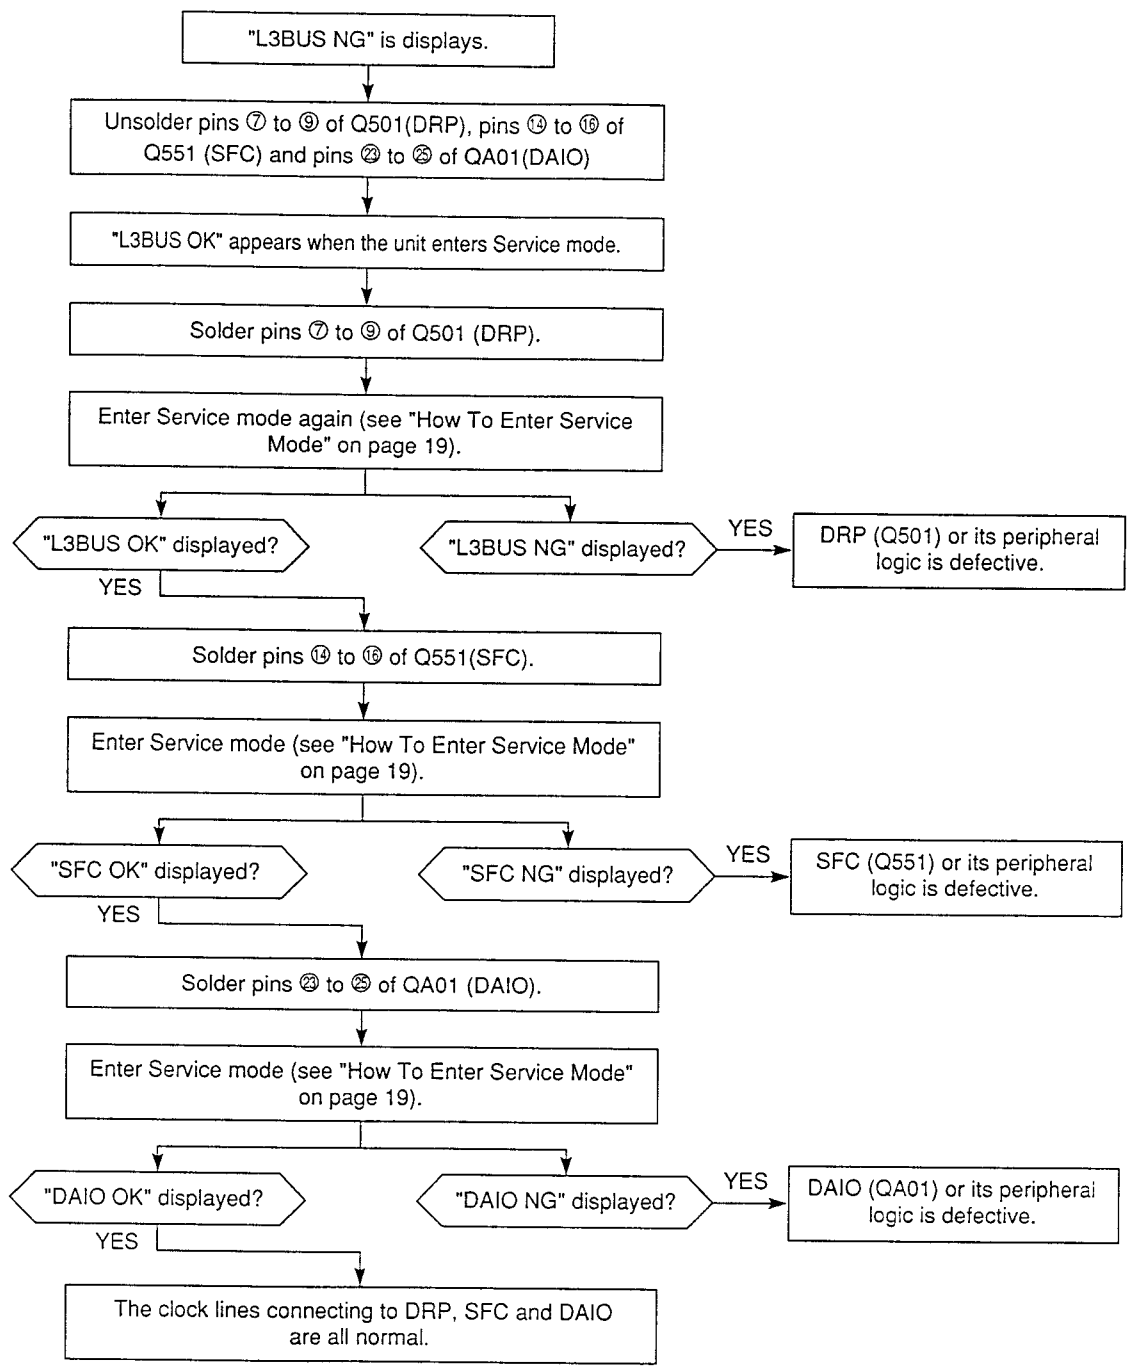 "L3BUS NG" is displays.
Unsolder pins ⑦ to ⑨ of Q501(DRP), pins ⑭ to ⑯ of
Q551 (SFC) and pins ㉓ to ㉕ of QA01(DAIO)
"L3BUS OK" appears when the unit enters Service mode.
Solder pins ⑦ to ⑨ of Q501 (DRP).
Enter Service mode again (see "How To Enter Service
Mode" on page 19).
"L3BUS OK" displayed?
"L3BUS NG" displayed?
YES
DRP (Q501) or its peripheral
logic is defective.
YES
Solder pins ⑭ to ⑯ of Q551(SFC).
Enter Service mode (see "How To Enter Service Mode"
on page 19).
"SFC OK" displayed?
"SFC NG" displayed?
YES
SFC (Q551) or its peripheral
logic is defective.
YES
Solder pins ㉓ to ㉕ of QA01 (DAIO).
Enter Service mode (see "How To Enter Service Mode"
on page 19).
"DAIO OK" displayed?
"DAIO NG" displayed?
YES
DAIO (QA01) or its peripheral
logic is defective.
YES
The clock lines connecting to DRP, SFC and DAIO
are all normal.